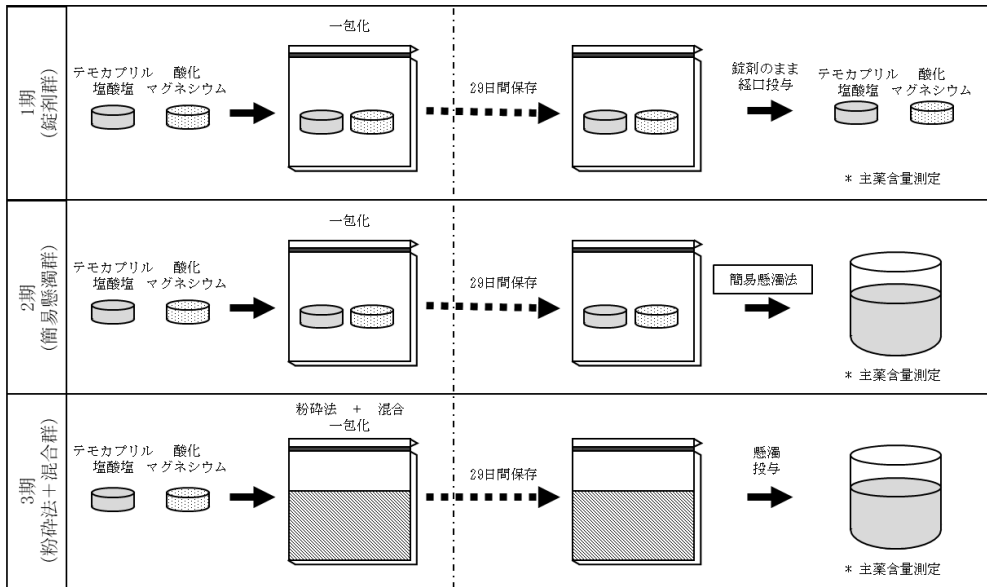 1期
(錠剤群)
テモカプリル
塩酸塩
酸化
マグネシウム
一包化
29日間保存
錠剤のまま
経口投与
テモカプリル
塩酸塩
酸化
マグネシウム
* 主薬含量測定
2期
(簡易懸濁群)
テモカプリル
塩酸塩
酸化
マグネシウム
一包化
29日間保存
簡易懸濁法
* 主薬含量測定
3期
(粉砕法+混合群)
テモカプリル
塩酸塩
酸化
マグネシウム
粉砕法 + 混合
一包化
29日間保存
懸濁
投与
* 主薬含量測定